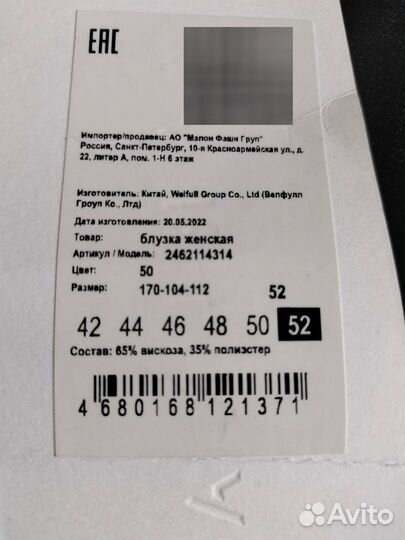 EAC
Импортер/продавец: АО "Мэлон Фэшн Груп"
Россия, Санкт-Петербург, 10-я Красноармейская ул., д.
22, литер А, пом. 1-Н 6 этаж
Изготовитель: Китай, Welfull Group Co., Ltd (Велфулл
Гроуп Ко., Лтд)
Дата изготовления: 20.05.2022
Товар: блузка женская
Артикул / Модель: 2462114314
Цвет: 50
Размер: 170-104-112 52
42 44 46 48 50 52
Состав: 65% вискоза, 35% полиэстер
4 680168 121371
Avito